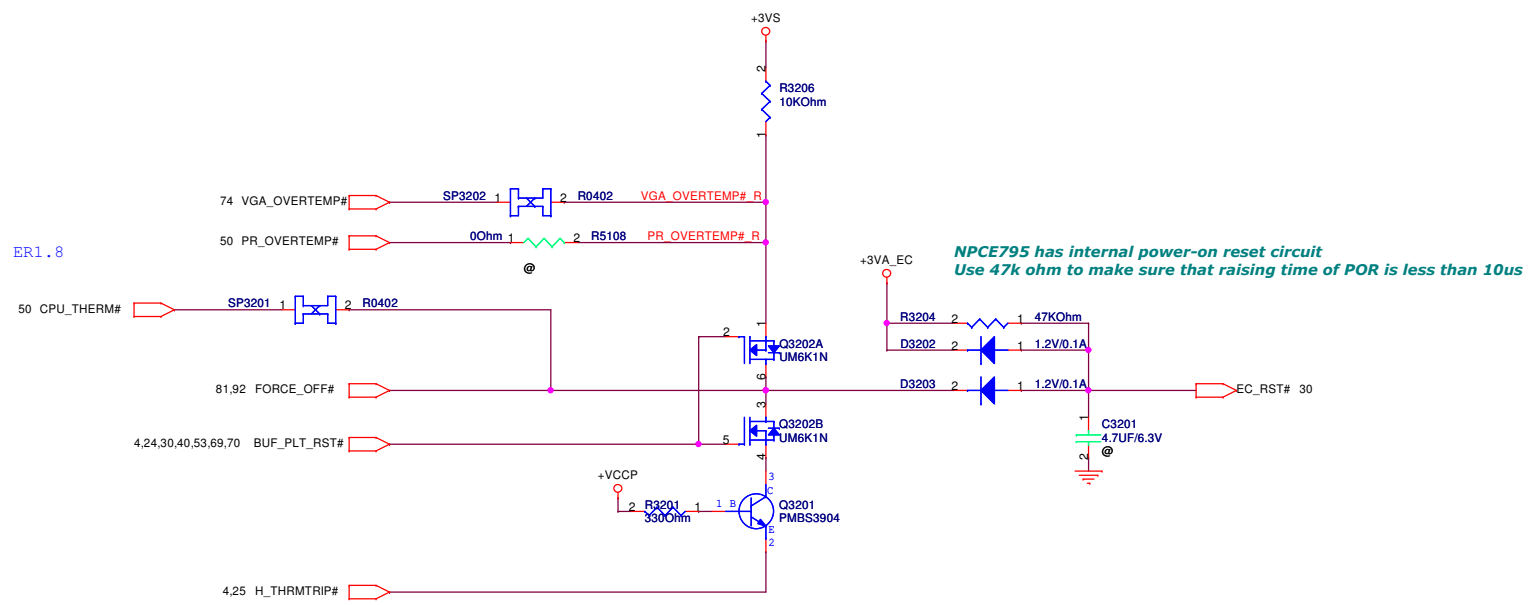 +3VS
2
R3206
10KOhm
1
74 VGA_OVERTEMP# SP3202 1 2 R0402 VGA_OVERTEMP#_R
50 PR_OVERTEMP# 0Ohm 1 2 R5108 PR_OVERTEMP#_R
@
ER1.8
NPCE795 has internal power-on reset circuit
Use 47k ohm to make sure that raising time of POR is less than 10us
+3VA_EC
50 CPU_THERM# SP3201 1 2 R0402
R3204 2 1 47KOhm
1
2 Q3202A
UM6K1N
D3202 2 1 1.2V/0.1A
6
81,92 FORCE_OFF# D3203 2 1 1.2V/0.1A EC_RST# 30
3
1
C3201
4.7UF/6.3V
@
2
4,24,30,40,53,69,70 BUF_PLT_RST# 5 Q3202B
UM6K1N
4
+VCCP
3
C
2 R3201 1 1 B Q3201
330Ohm PMBS3904
E
2
4,25 H_THRMTRIP#